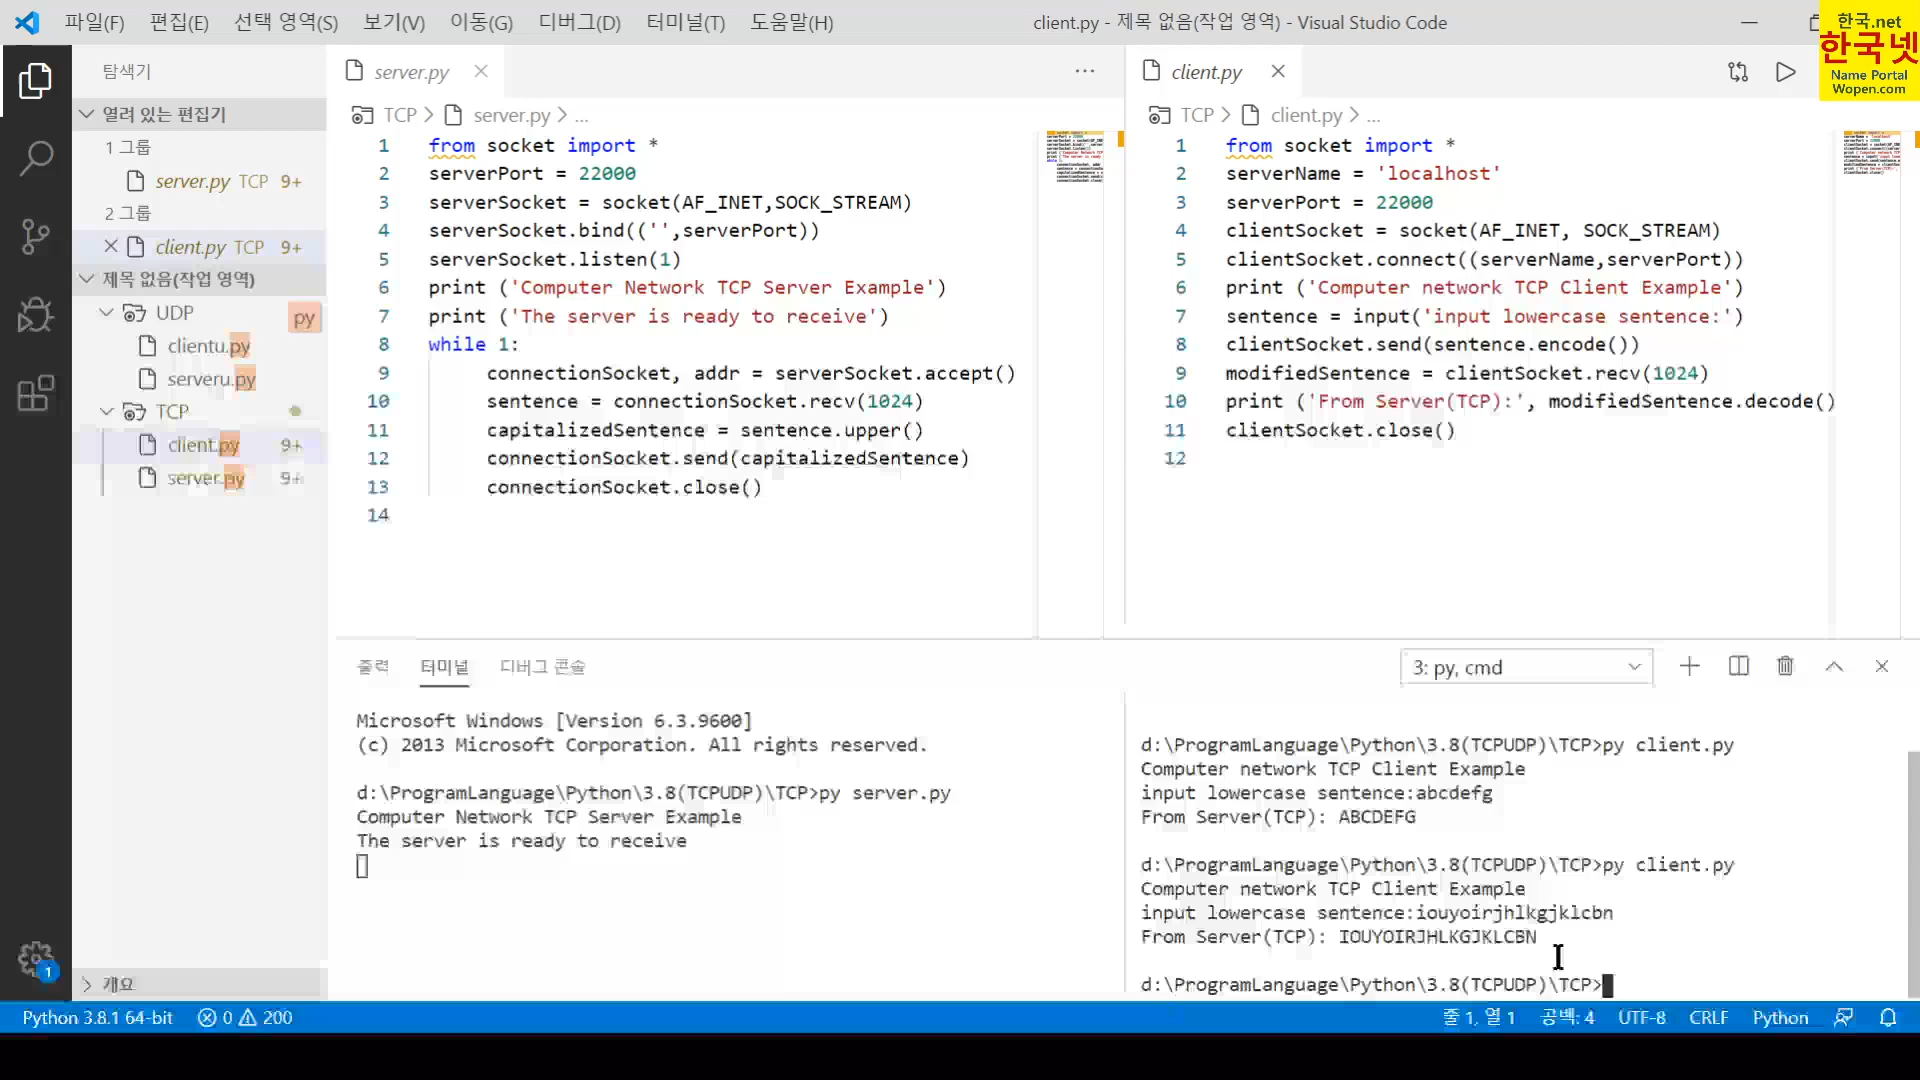 파일(F) 편집(E) 선택 영역(S) 보기(V) 이동(G) 디버그(D) 터미널(T) 도움말(H)
client.py - 제목 없음(작업 영역) - Visual Studio Code
한국.net
한국넷
Name Portal
Wopen.com
탐색기
열려 있는 편집기
1 그룹
server.py TCP 9+
2 그룹
client.py TCP 9+
제목 없음(작업 영역)
UDP
py
clientu.py
serveru.py
TCP
client.py 9+
server.py 9+
개요
1
server.py
TCP > server.py > ...
1 from socket import *
2 serverPort = 22000
3 serverSocket = socket(AF_INET,SOCK_STREAM)
4 serverSocket.bind(('',serverPort))
5 serverSocket.listen(1)
6 print ('Computer Network TCP Server Example')
7 print ('The server is ready to receive')
8 while 1:
9 connectionSocket, addr = serverSocket.accept()
10 sentence = connectionSocket.recv(1024)
11 capitalizedSentence = sentence.upper()
12 connectionSocket.send(capitalizedSentence)
13 connectionSocket.close()
14
client.py
TCP > client.py > ...
1 from socket import *
2 serverName = 'localhost'
3 serverPort = 22000
4 clientSocket = socket(AF_INET, SOCK_STREAM)
5 clientSocket.connect((serverName,serverPort))
6 print ('Computer network TCP Client Example')
7 sentence = input('input lowercase sentence:')
8 clientSocket.send(sentence.encode())
9 modifiedSentence = clientSocket.recv(1024)
10 print ('From Server(TCP):', modifiedSentence.decode()
11 clientSocket.close()
12
출력 터미널 디버그 콘솔
3: py, cmd
Microsoft Windows [Version 6.3.9600]
(c) 2013 Microsoft Corporation. All rights reserved.
d:\ProgramLanguage\Python\3.8(TCPUDP)\TCP>py server.py
Computer Network TCP Server Example
The server is ready to receive
d:\ProgramLanguage\Python\3.8(TCPUDP)\TCP>py client.py
Computer network TCP Client Example
input lowercase sentence:abcdefg
From Server(TCP): ABCDEFG
d:\ProgramLanguage\Python\3.8(TCPUDP)\TCP>py client.py
Computer network TCP Client Example
input lowercase sentence:iouyoirjhlkgjklcbn
From Server(TCP): IOUYOIRJHLKGJKLCBN
d:\ProgramLanguage\Python\3.8(TCPUDP)\TCP>
Python 3.8.1 64-bit 0 200
줄 1, 열 1 공백: 4 UTF-8 CRLF Python